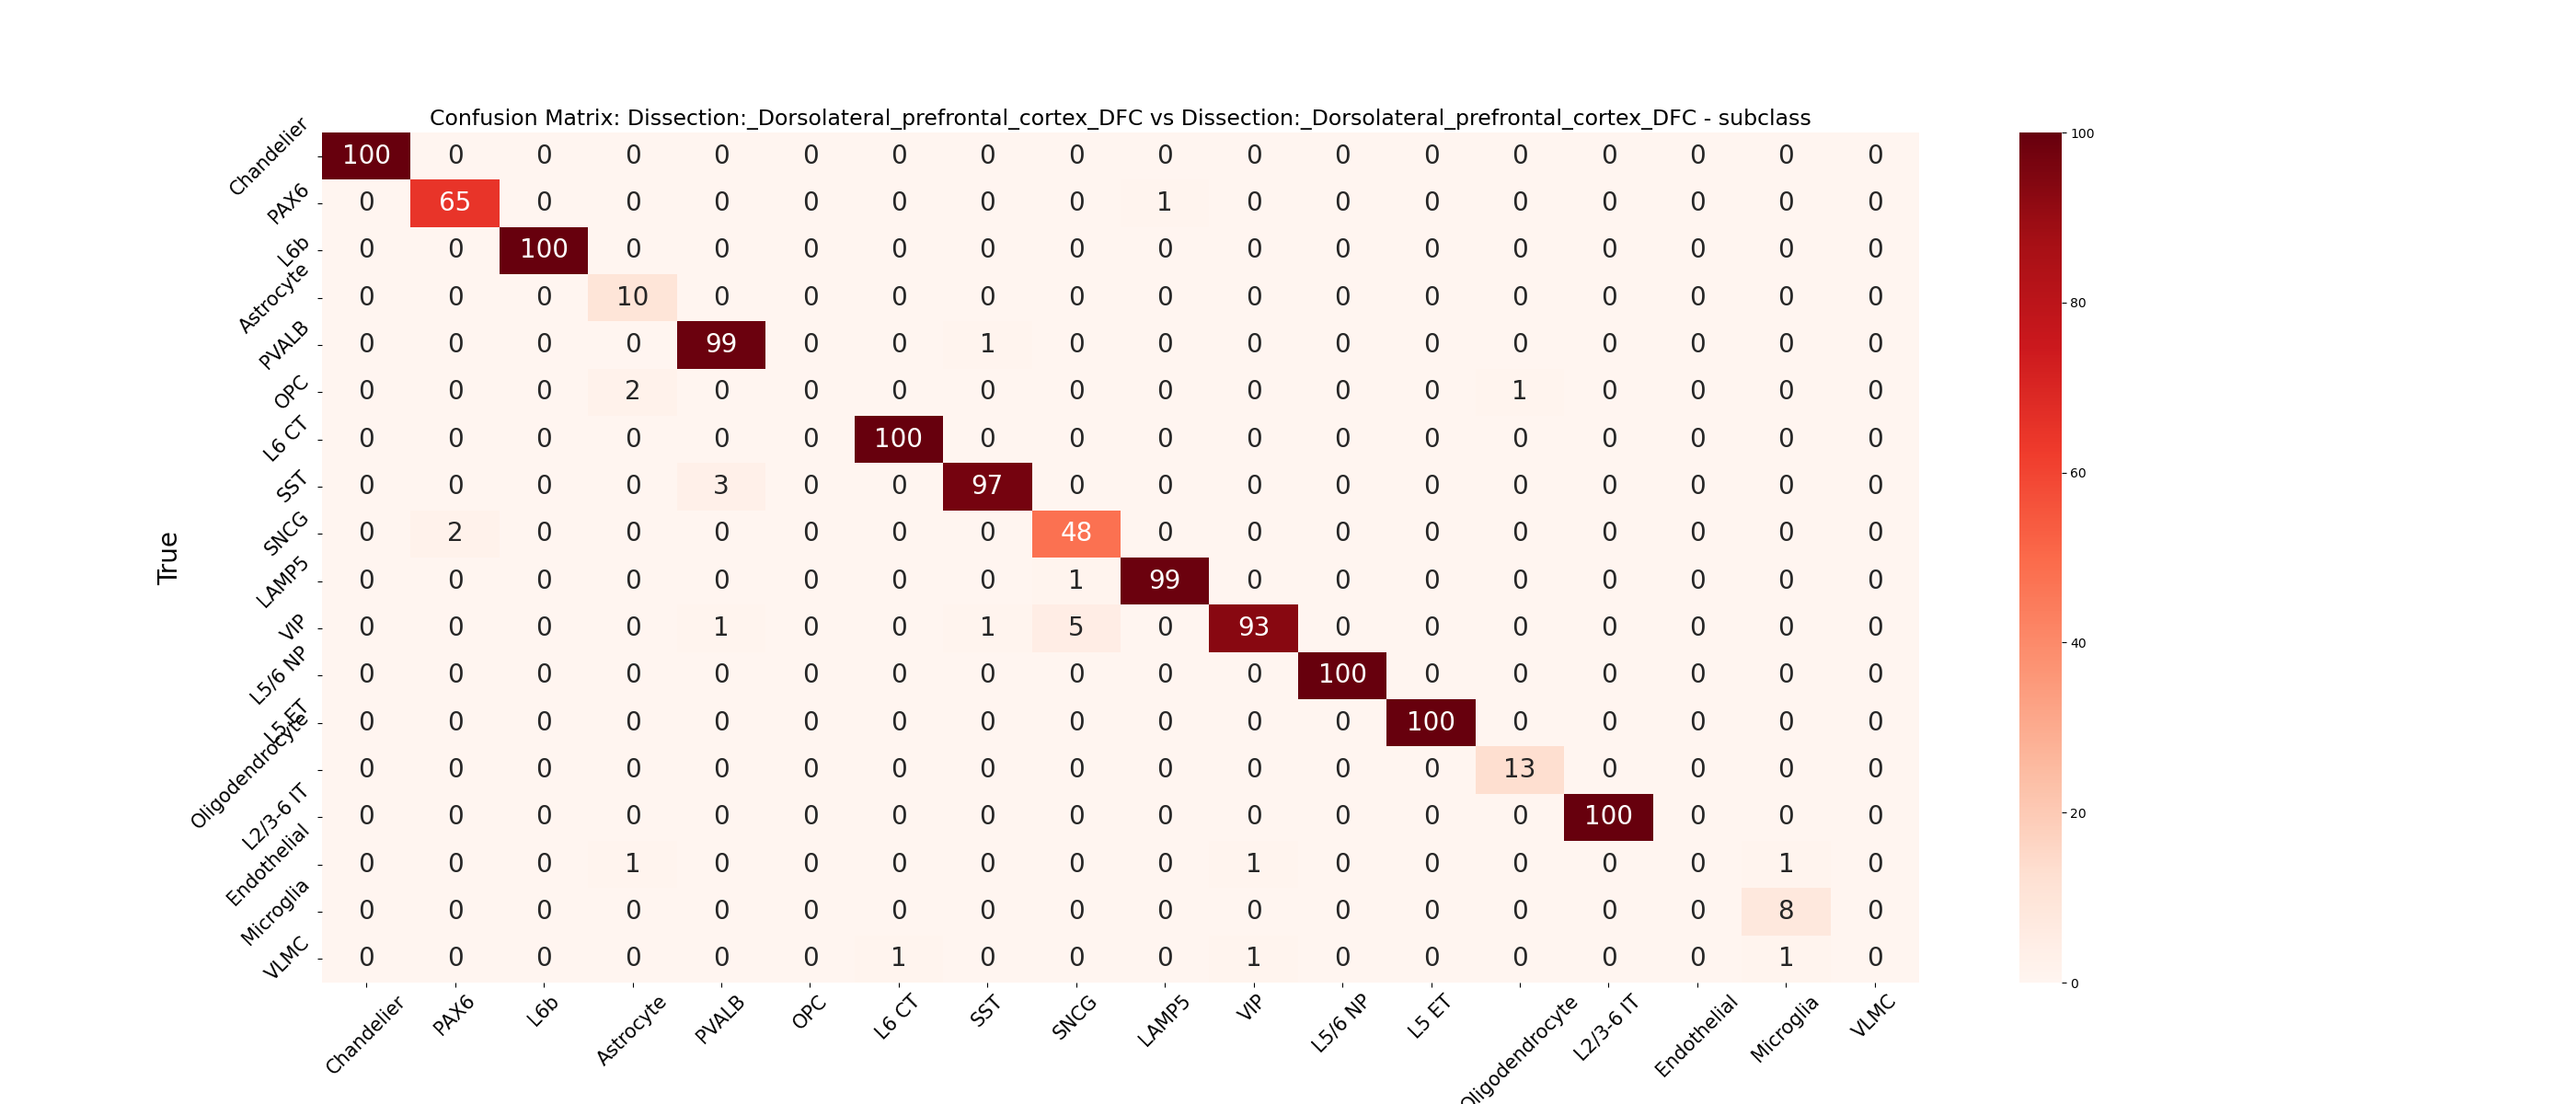 Confusion Matrix: Dissection:_Dorsolateral_prefrontal_cortex_DFC vs Dissection:_Dorsolateral_prefrontal_cortex_DFC - subclass
True
Chandelier 100 0 0 0 0 0 0 0 0 0 0 0 0 0 0 0 0 0
PAX6 0 65 0 0 0 0 0 0 0 1 0 0 0 0 0 0 0 0
L6b 0 0 100 0 0 0 0 0 0 0 0 0 0 0 0 0 0 0
Astrocyte 0 0 0 10 0 0 0 0 0 0 0 0 0 0 0 0 0 0
PVALB 0 0 0 0 99 0 0 1 0 0 0 0 0 0 0 0 0 0
OPC 0 0 0 2 0 0 0 0 0 0 0 0 0 1 0 0 0 0
L6 CT 0 0 0 0 0 0 100 0 0 0 0 0 0 0 0 0 0 0
SST 0 0 0 0 3 0 0 97 0 0 0 0 0 0 0 0 0 0
SNCG 0 2 0 0 0 0 0 0 48 0 0 0 0 0 0 0 0 0
LAMP5 0 0 0 0 0 0 0 0 1 99 0 0 0 0 0 0 0 0
VIP 0 0 0 0 1 0 0 1 5 0 93 0 0 0 0 0 0 0
L5/6 NP 0 0 0 0 0 0 0 0 0 0 0 100 0 0 0 0 0 0
L5 ET 0 0 0 0 0 0 0 0 0 0 0 0 100 0 0 0 0 0
Oligodendrocyte 0 0 0 0 0 0 0 0 0 0 0 0 0 13 0 0 0 0
L2/3-6 IT 0 0 0 0 0 0 0 0 0 0 0 0 0 0 100 0 0 0
Endothelial 0 0 0 1 0 0 0 0 0 0 1 0 0 0 0 0 1 0
Microglia 0 0 0 0 0 0 0 0 0 0 0 0 0 0 0 0 8 0
VLMC 0 0 0 0 0 0 1 0 0 0 1 0 0 0 0 0 1 0
Chandelier PAX6 L6b Astrocyte PVALB OPC L6 CT SST SNCG LAMP5 VIP L5/6 NP L5 ET Oligodendrocyte L2/3-6 IT Endothelial Microglia VLMC
100
80
60
40
20
0